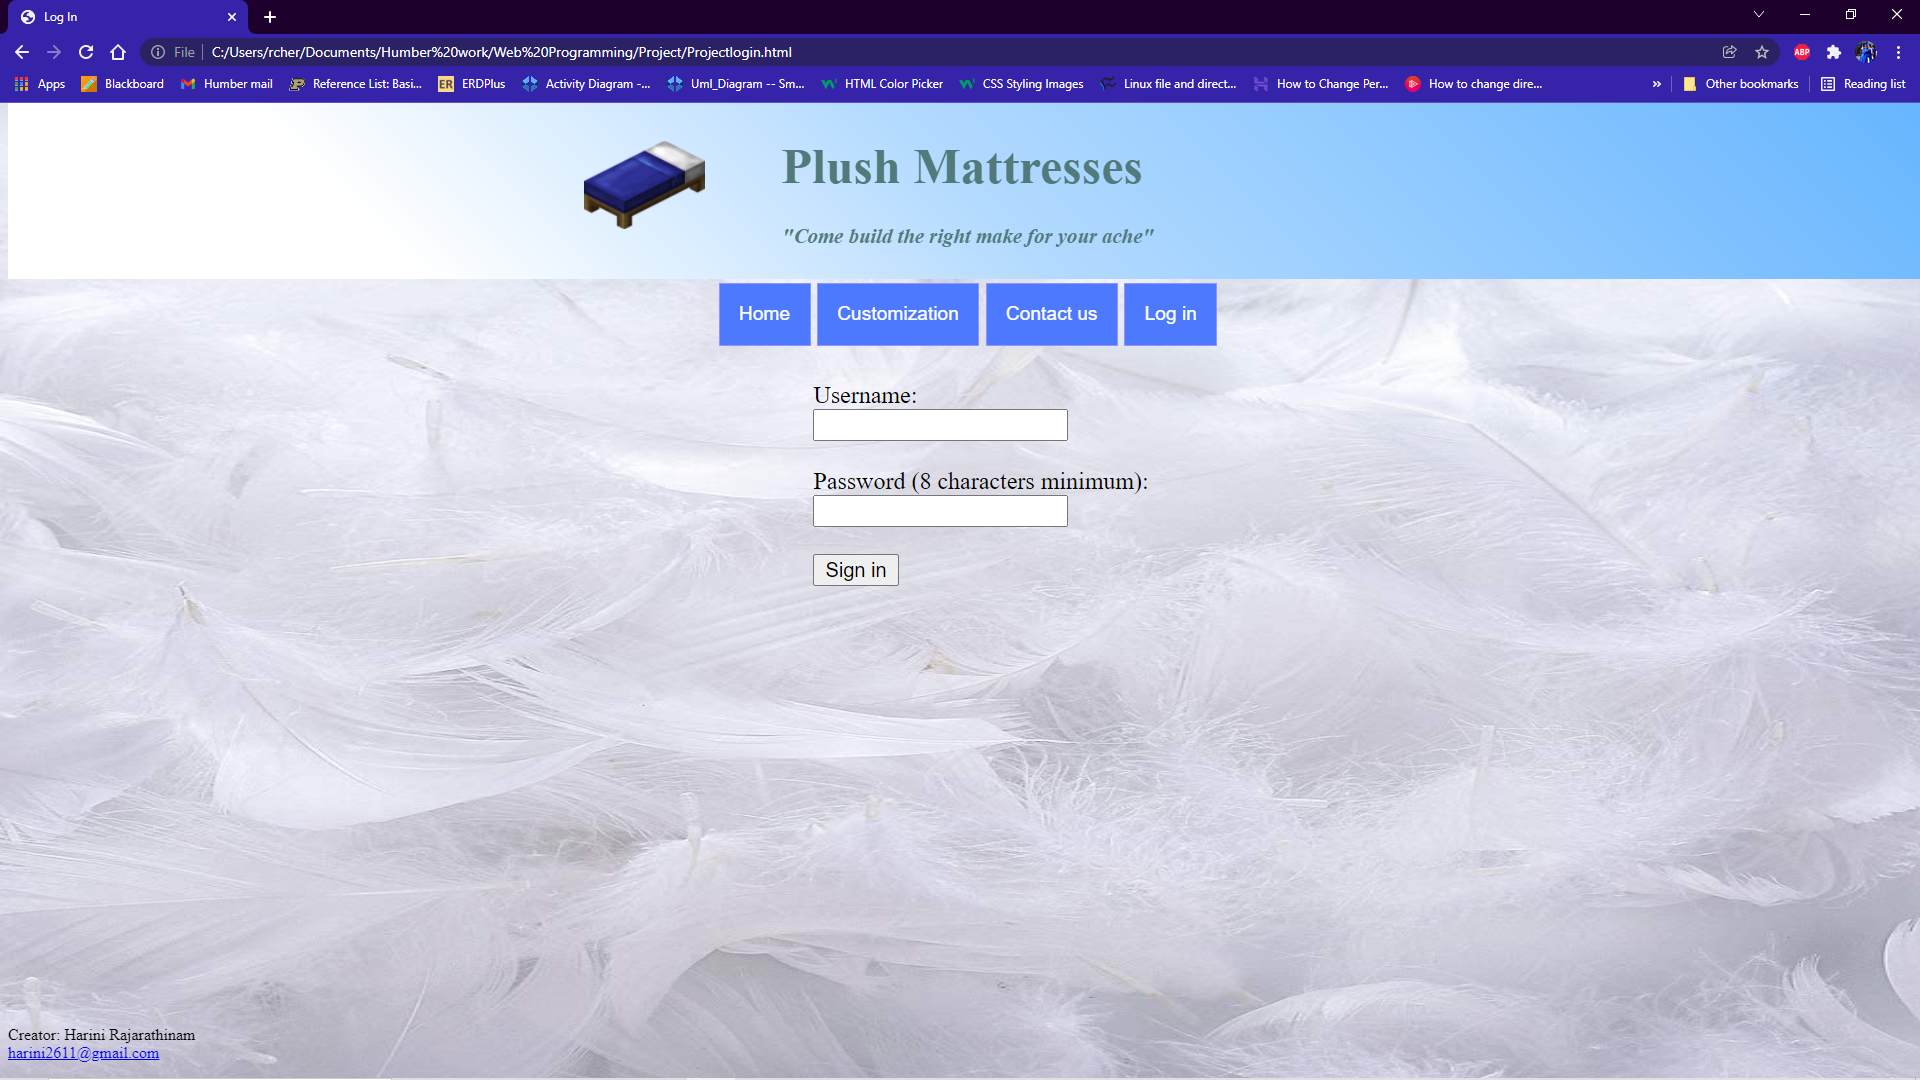 Log In
File
C:/Users/rcher/Documents/Humber%20work/Web%20Programming/Project/Projectlogin.html
ABP
Apps
Blackboard
Humber mail
Reference List: Basi...
ER
ERDPlus
Activity Diagram -...
Uml_Diagram -- Sm...
HTML Color Picker
CSS Styling Images
Linux file and direct...
How to Change Per...
How to change dire...
»
Other bookmarks
Reading list
Plush Mattresses
"Come build the right make for your ache"
Home
Customization
Contact us
Log in
Username:
Password (8 characters minimum):
Sign in
Creator: Harini Rajarathinam
harini2611@gmail.com